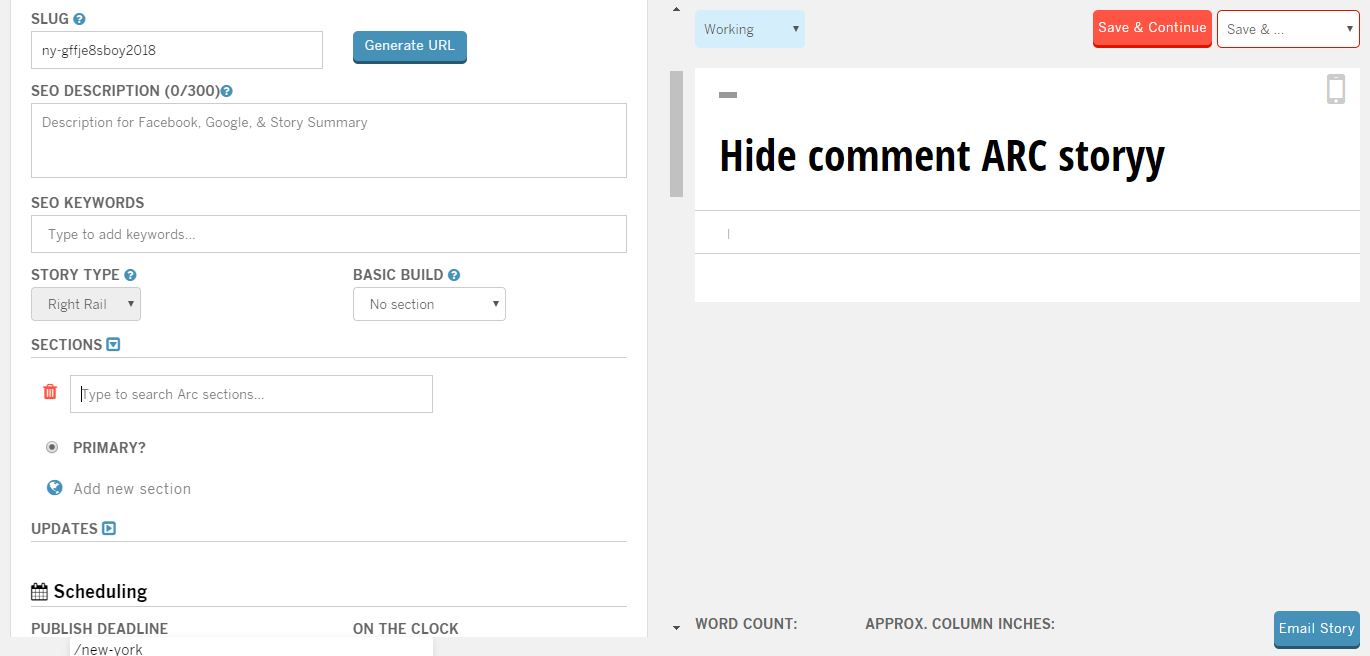 SLUG
ny-gffje8sboy2018
Generate URL
SEO DESCRIPTION (0/300)
Description for Facebook, Google, & Story Summary
SEO KEYWORDS
Type to add keywords...
STORY TYPE
BASIC BUILD
Right Rail
No section
SECTIONS
Type to search Arc sections...
PRIMARY?
Add new section
UPDATES
Scheduling
PUBLISH DEADLINE
ON THE CLOCK
/new-york
Working
Save & Continue
Save & ...
Hide comment ARC storyy
WORD COUNT:
APPROX. COLUMN INCHES:
Email Story